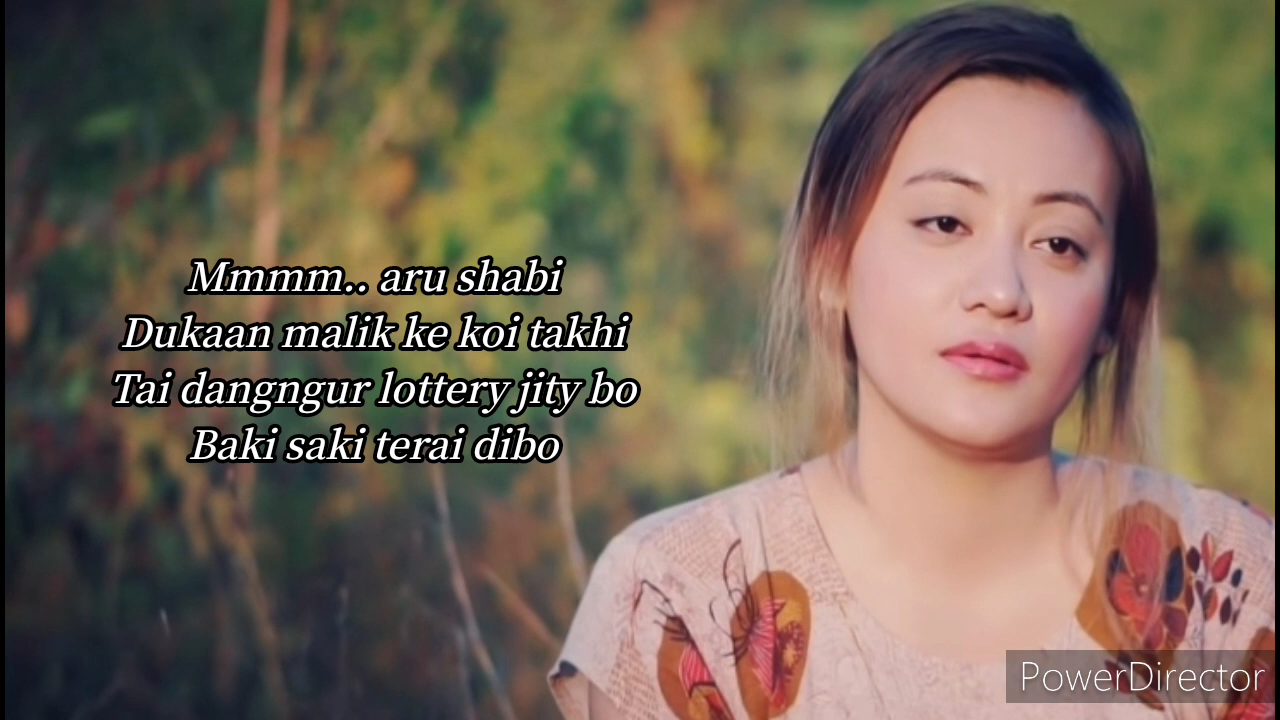 Mmmm.. aru shabi
Dukaan malik ke koi takhi
Tai dangngur lottery jity bo
Baki saki terai dibo
PowerDirector